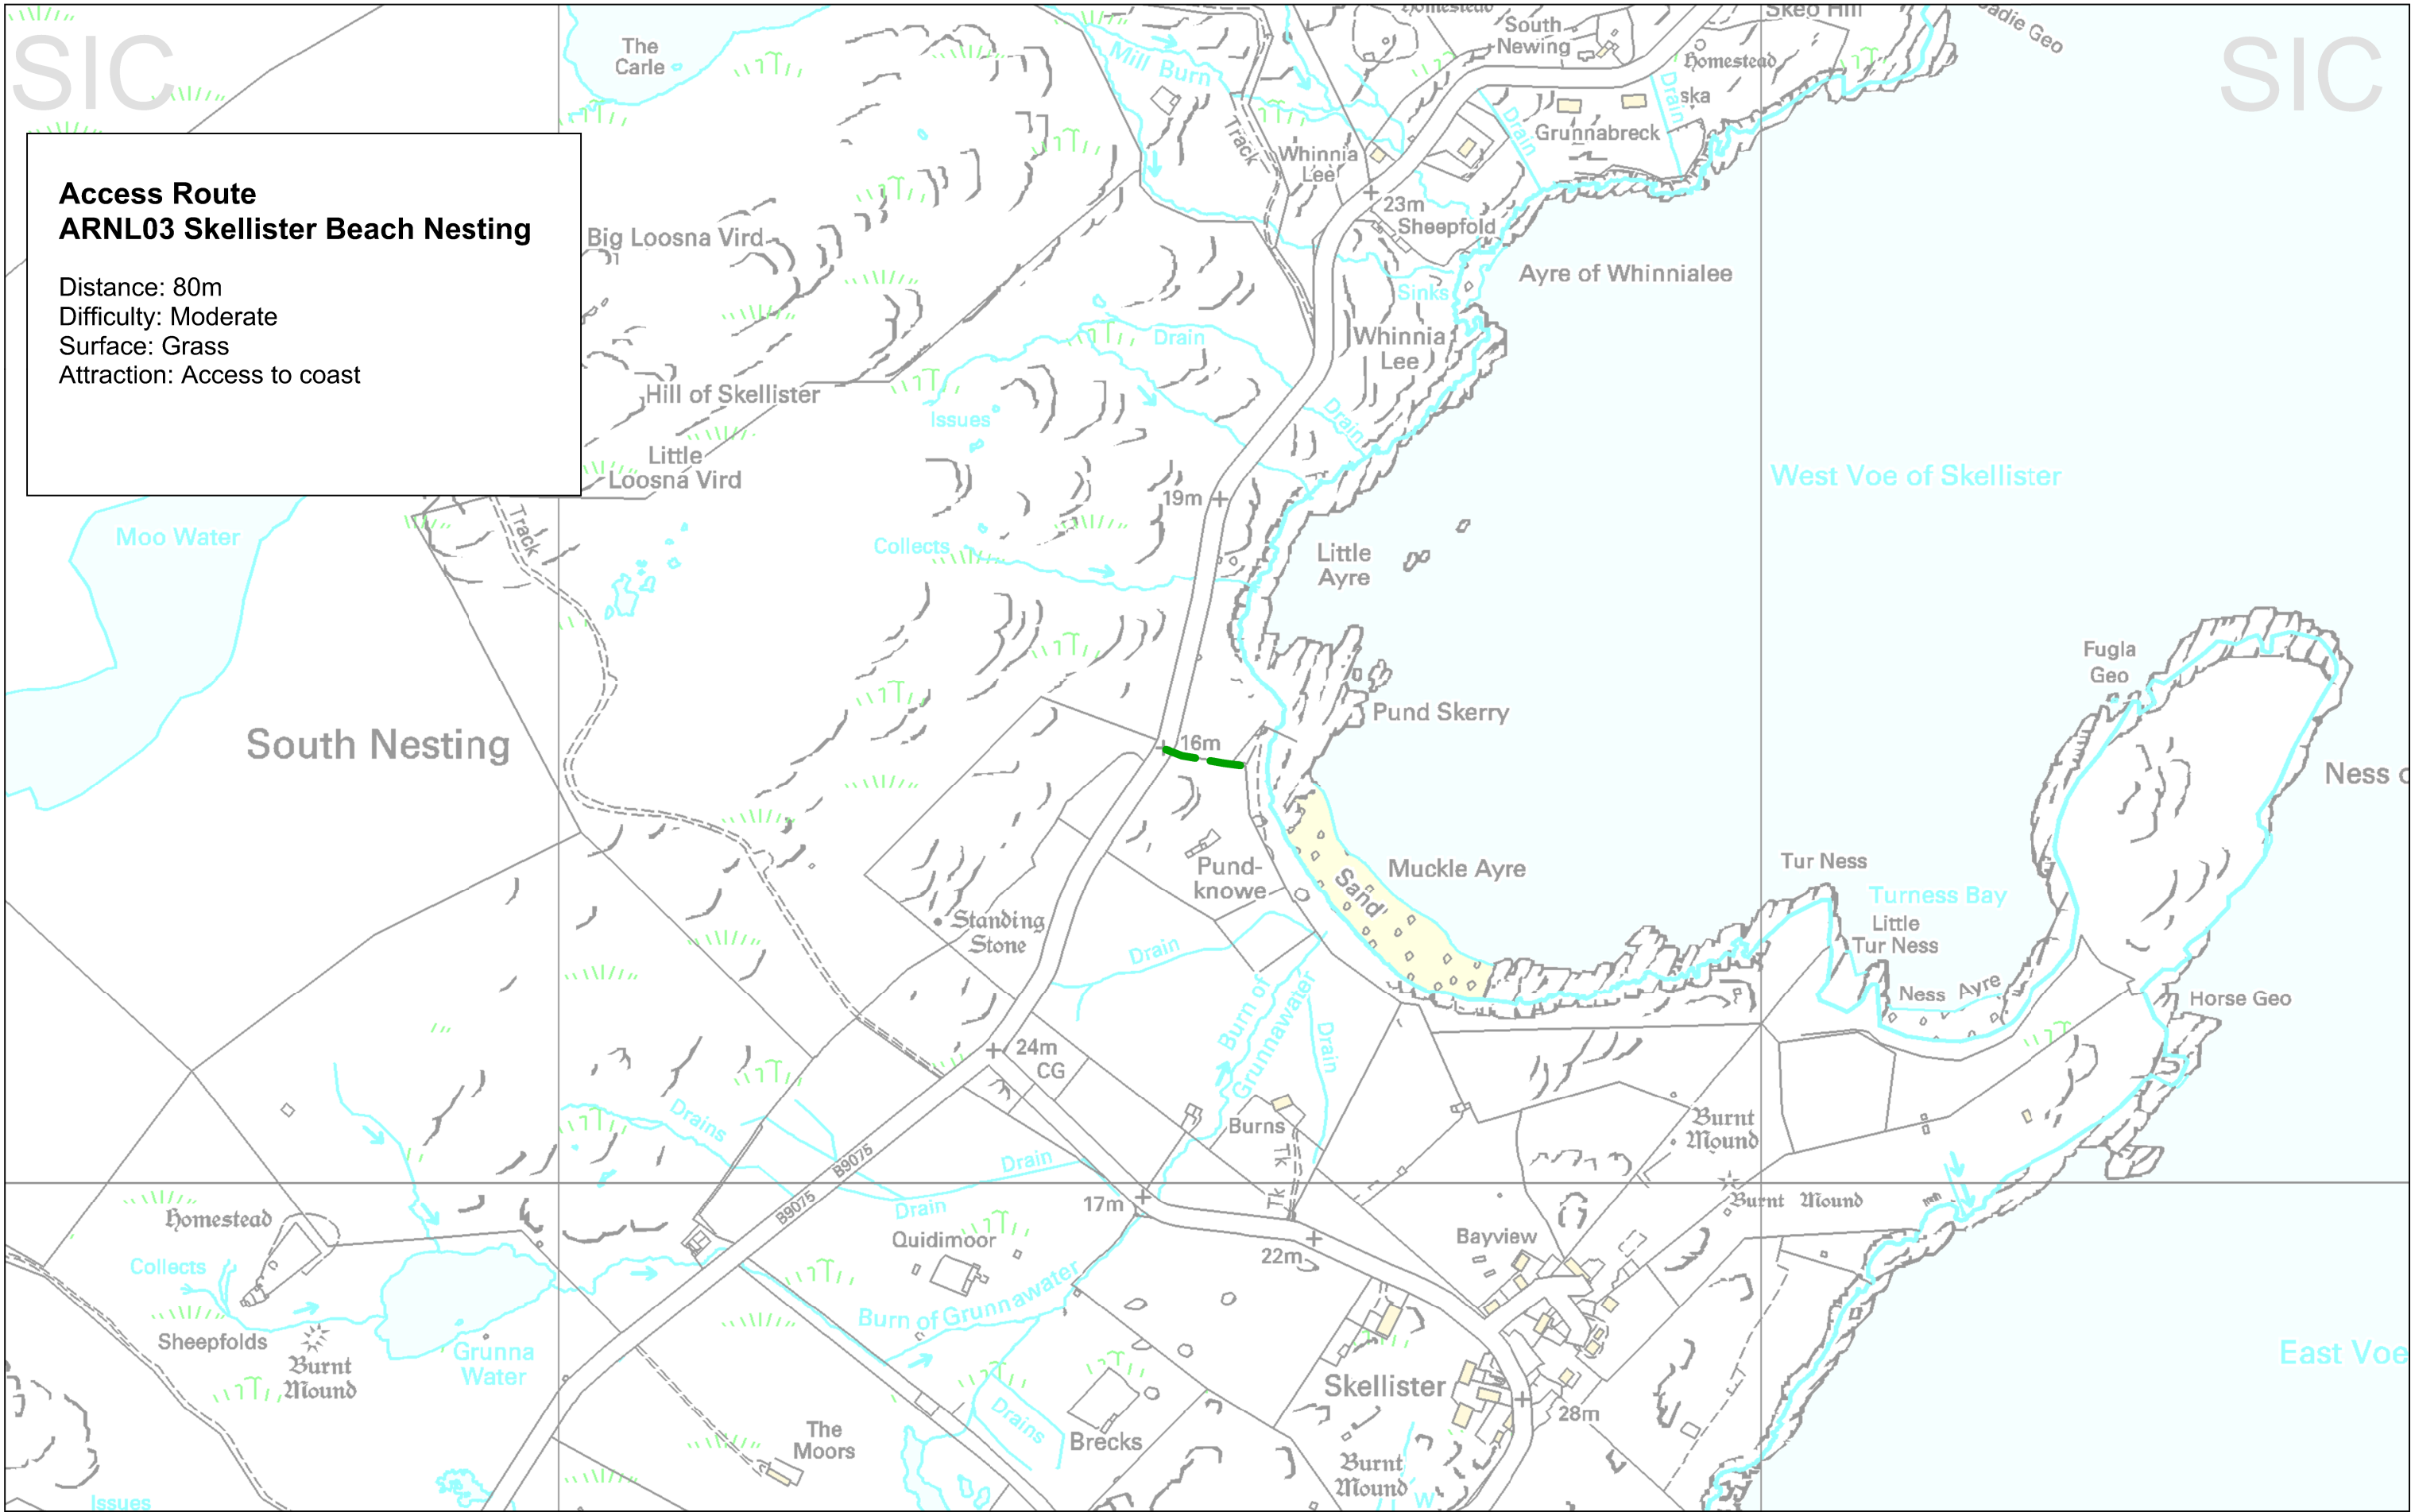 SIC
SIC
Access Route
ARNL03 Skellister Beach Nesting
Distance: 80m
Difficulty: Moderate
Surface: Grass
Attraction: Access to coast
The
Carle
Mill Burn
Track
Homestead
South
Newing
Skeo Hill
Geo
Homestead
Drain
ska
Drain
Grunnabreck
Whinnia
Lee
23m
Sheepfold
Big Loosna Vird
Ayre of Whinnialee
Sinks
Whinnia
Lee
Drain
Hill of Skellister
Issues
Drain
Little
Loosna Vird
West Voe of Skellister
19m
Moo Water
Track
Collects
Little
Ayre
Fugla
Geo
Pund Skerry
South Nesting
16m
Ness
Muckle Ayre
Sand
Pund-
knowe
Tur Ness
Turness Bay
Little
Tur Ness
Standing
Stone
Drain
Ness Ayre
Horse Geo
Burn of
Grunnawater
Drain
24m
CG
Drains
Burns
Burnt
Mound
B9075
Drain
Tk
B9075
Drain
17m
Tk
Burnt Mound
Homestead
Quidimoor
22m
Bayview
Collects
Burn of Grunnawater
Sheepfolds
Burnt
Mound
Grunna
Water
East Voe
Skellister
28m
Drains
The
Moors
Brecks
Burnt
Mound
W
Issues